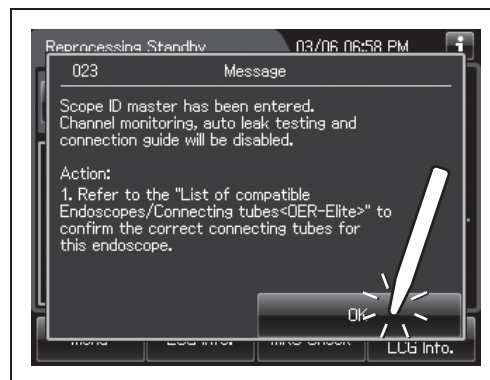 Reprocessing Standby 03/06 06:58 PM i
023 Message
Scope ID master has been entered.
Channel monitoring, auto leak testing and
connection guide will be disabled.
Action:
1. Refer to the "List of compatible
Endoscopes/Connecting tubes<OER-Elite>" to
confirm the correct connecting tubes for
this endoscope.
OK
LCG Info.